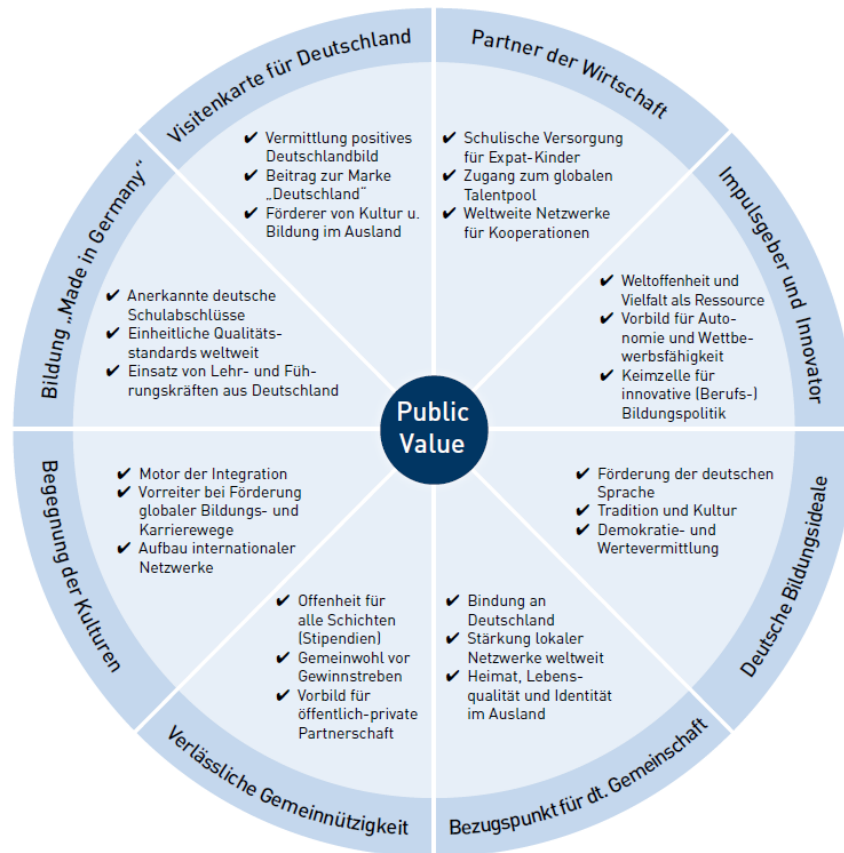 Visitenkarte für Deutschland
✔ Vermittlung positives
Deutschlandbild
✔ Beitrag zur Marke
„Deutschland“
✔ Förderer von Kultur u.
Bildung im Ausland
Partner der Wirtschaft
✔ Schulische Versorgung
für Expat-Kinder
✔ Zugang zum globalen
Talentpool
✔ Weltweite Netzwerke
für Kooperationen
Impulsgeber und Innovator
✔ Weltoffenheit und
Vielfalt als Ressource
✔ Vorbild für Auto-
nomie und Wettbe-
werbsfähigkeit
✔ Keimzelle für
innovative (Berufs-)
Bildungspolitik
Deutsche Bildungsideale
✔ Förderung der deutschen
Sprache
✔ Tradition und Kultur
✔ Demokratie- und
Wertevermittlung
Bezugspunkt für dt. Gemeinschaft
✔ Bindung an
Deutschland
✔ Stärkung lokaler
Netzwerke weltweit
✔ Heimat, Lebens-
qualität und Identität
im Ausland
Verlässliche Gemeinnützigkeit
✔ Offenheit für
alle Schichten
(Stipendien)
✔ Gemeinwohl vor
Gewinnstreben
✔ Vorbild für
öffentlich-private
Partnerschaft
Begegnung der Kulturen
✔ Motor der Integration
✔ Vorreiter bei Förderung
globaler Bildungs- und
Karrierewege
✔ Aufbau internationaler
Netzwerke
Bildung „Made in Germany“
✔ Anerkannte deutsche
Schulabschlüsse
✔ Einheitliche Qualitäts-
standards weltweit
✔ Einsatz von Lehr- und Füh-
rungskräften aus Deutschland
Public
Value